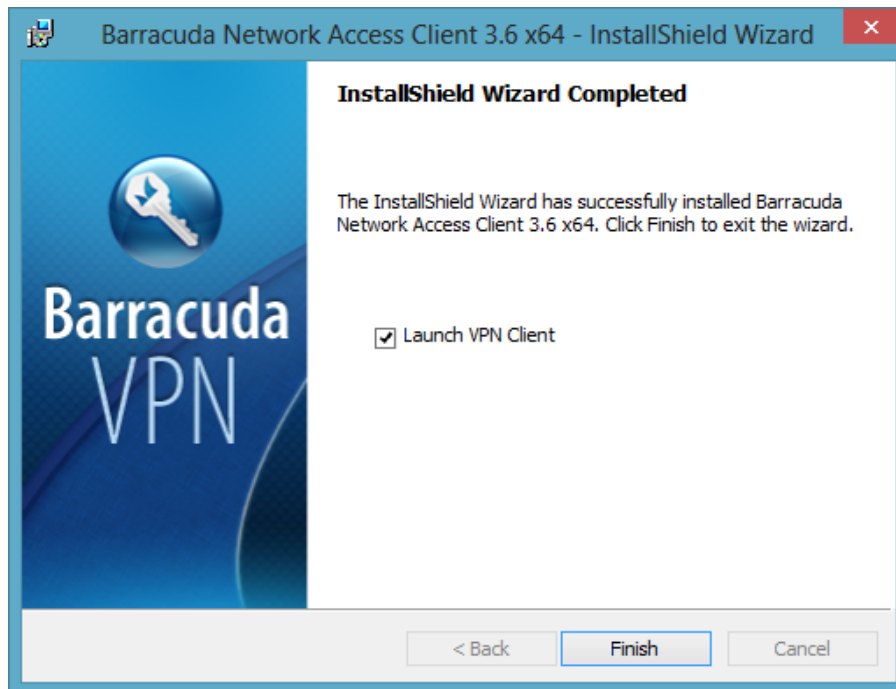 Barracuda Network Access Client 3.6 x64 - InstallShield Wizard
InstallShield Wizard Completed
The InstallShield Wizard has successfully installed Barracuda
Network Access Client 3.6 x64. Click Finish to exit the wizard.
Barracuda
VPN
Launch VPN Client
< Back
Finish
Cancel